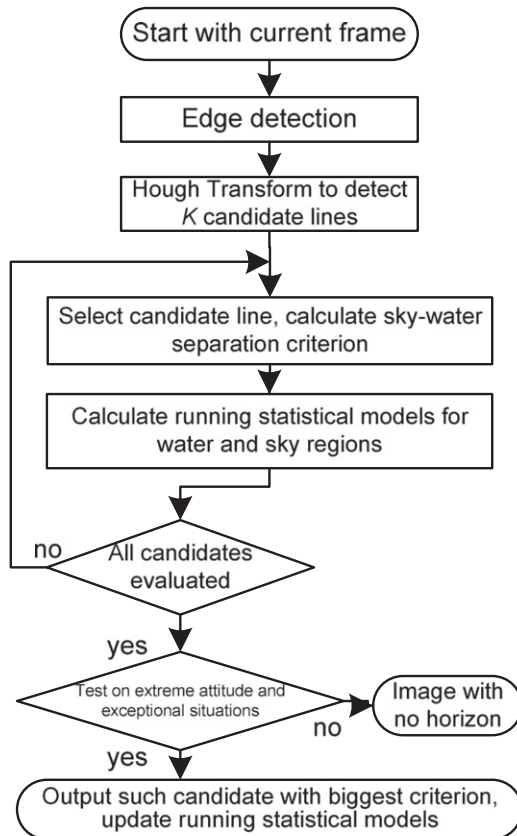 Start with current frame
Edge detection
Hough Transform to detect
K candidate lines
Select candidate line, calculate sky-water
separation criterion
Calculate running statistical models for
water and sky regions
no
All candidates
evaluated
yes
Test on extreme attitude and
exceptional situations
no
Image with
no horizon
yes
Output such candidate with biggest criterion,
update running statistical models